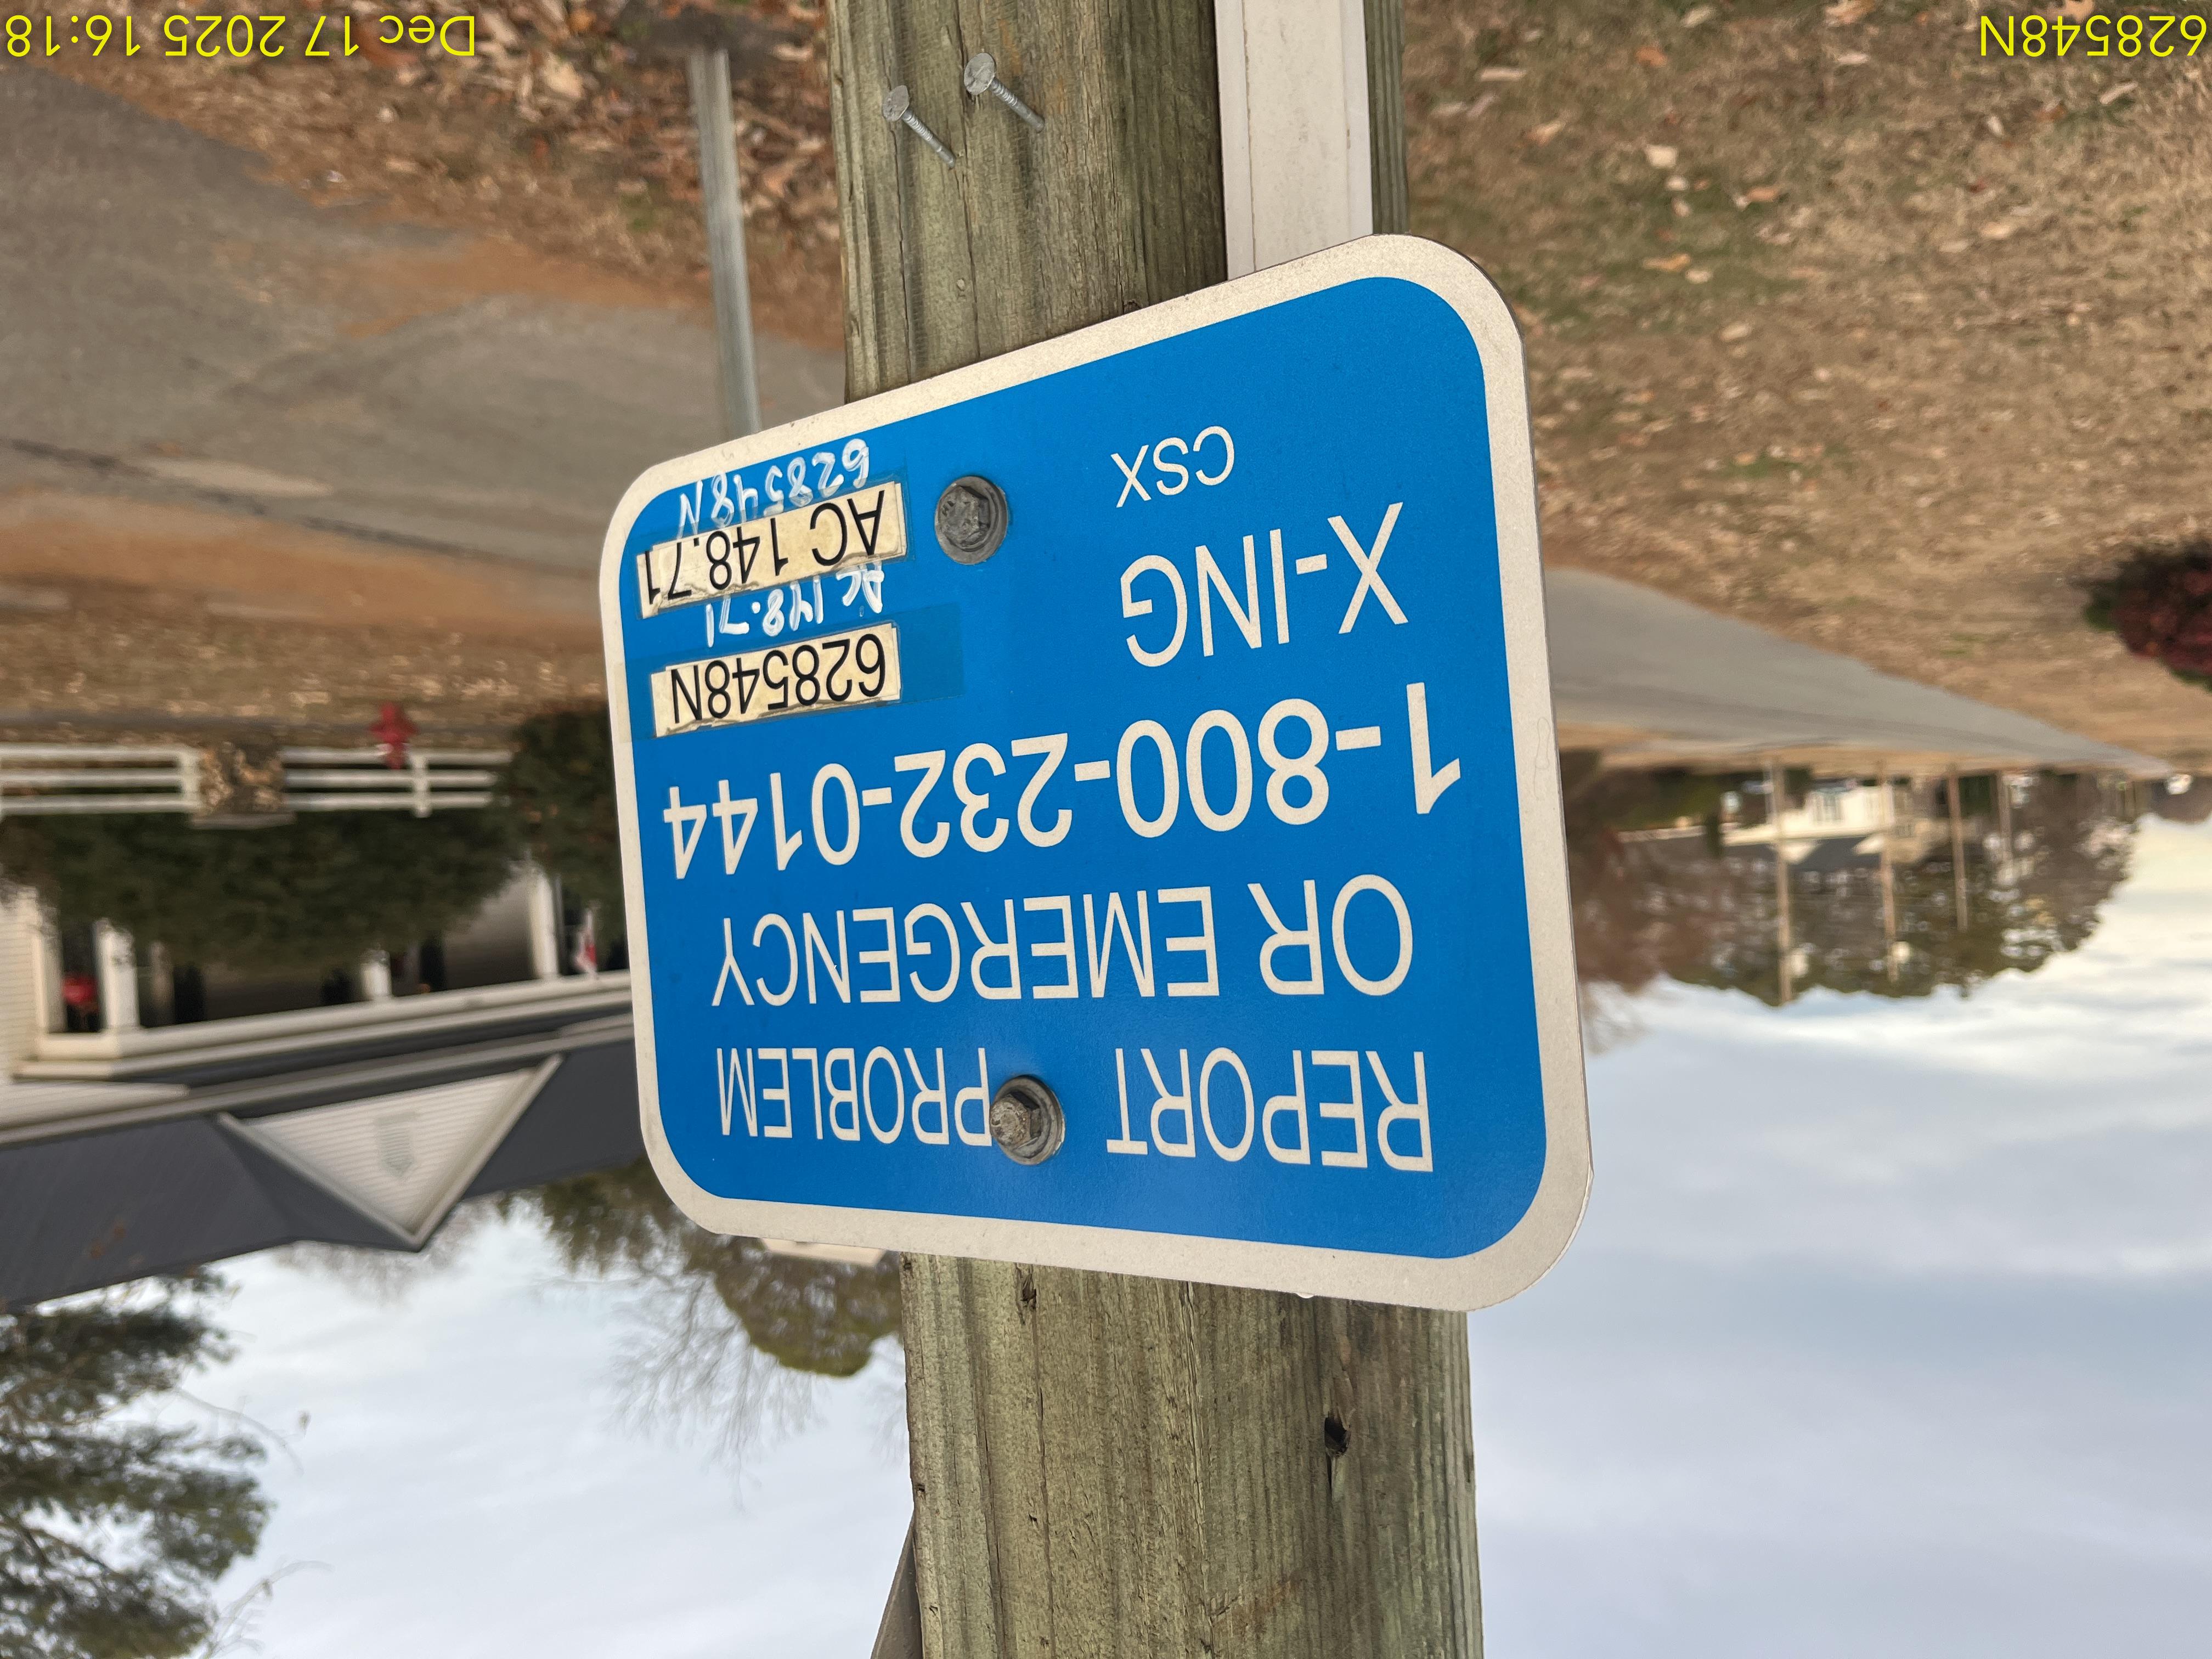 REPORT PROBLEM
OR EMERGENCY
1-800-232-0144
X-ING
628548N
Ac 148.71
CSX
AC 148.71
628548N
628548N
Dec 17 2025 16:18